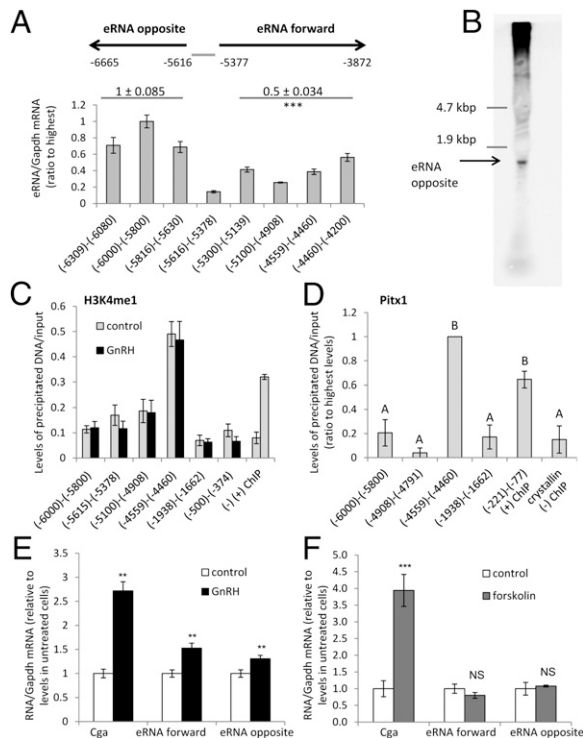 A
eRNA opposite
eRNA forward
-6665 -5616 -5377 -3872
1 ± 0.085
0.5 ± 0.034
***
eRNA/Gapdh mRNA
(ratio to highest)
1.2
1
0.8
0.6
0.4
0.2
0
(-6309)-(-6080)
(-6000)-(-5800)
(-5816)-(-5630)
(-5616)-(-5378)
(-5300)-(-5139)
(-5100)-(-4908)
(-4559)-(-4460)
(-4460)-(-4200)
B
4.7 kbp
1.9 kbp
eRNA
opposite
C
H3K4me1
control
GnRH
Levels of precipitated DNA/input
0.6
0.5
0.4
0.3
0.2
0.1
0
(-6000)-(-5800)
(-5615)-(-5378)
(-5100)-(-4908)
(-4559)-(-4460)
(-1938)-(-1662)
(-500)-(-374)
(-) (+) ChIP
D
Pitx1
Levels of precipitated DNA/input
(ratio to highest levels)
1.2
1
0.8
0.6
0.4
0.2
0
A
A
B
A
B
A
(-6000)-(-5800)
(-4908)-(-4791)
(-4559)-(-4460)
(-1938)-(-1662)
(-221)-(-77)
(+) ChIP
crystallin
(-) ChIP
E
control
GnRH
RNA/Gapdh mRNA (relative to
levels in untreated cells)
3
2.5
2
1.5
1
0.5
0
**
**
**
Cga eRNA forward eRNA opposite
F
control
forskolin
RNA/Gapdh mRNA (relative to
levels in untreated cells)
5.0
4.5
4.0
3.5
3.0
2.5
2.0
1.5
1.0
0.5
0.0
***
NS
NS
Cga eRNA forward eRNA opposite